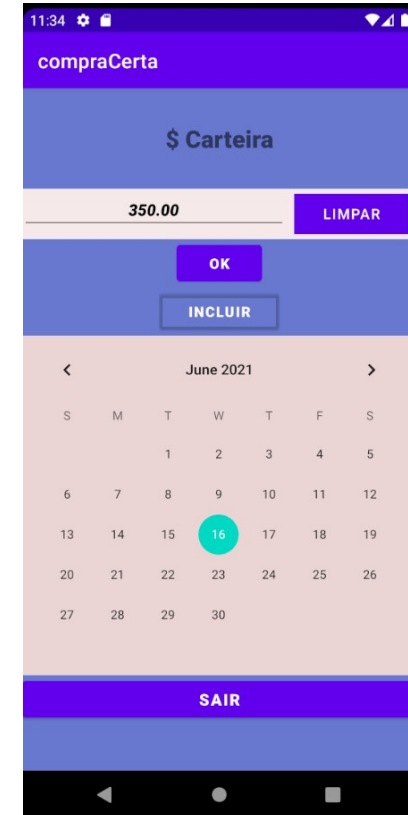 11:34
compraCerta
$ Carteira
350.00 LIMPAR
OK
INCLUIR
June 2021
S M T W T F S
1 2 3 4 5
6 7 8 9 10 11 12
13 14 15 16 17 18 19
20 21 22 23 24 25 26
27 28 29 30
SAIR